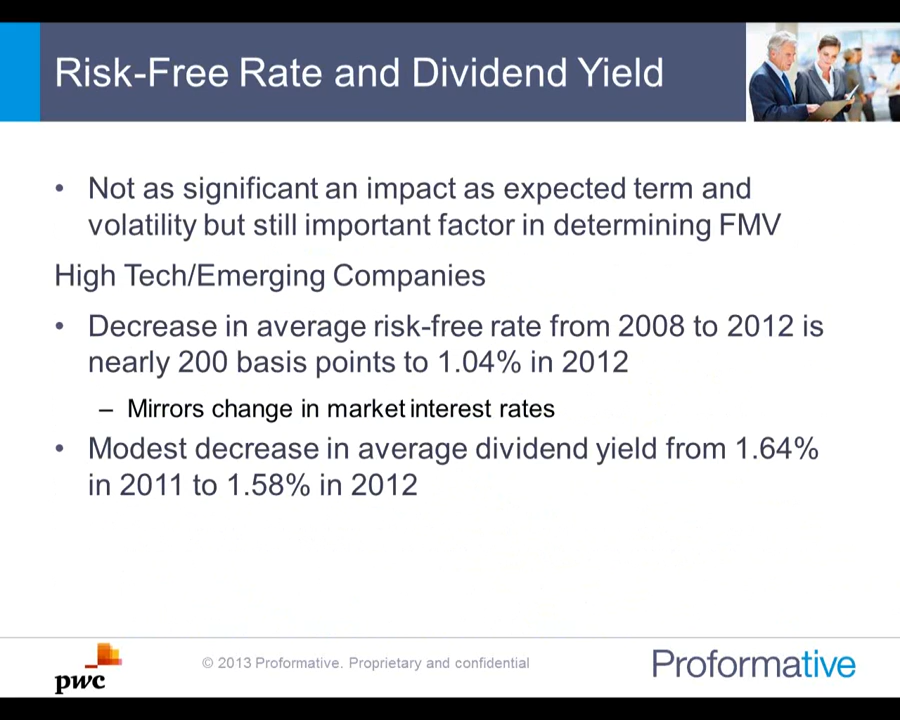 Risk-Free Rate and Dividend Yield
• Not as significant an impact as expected term and
volatility but still important factor in determining FMV
High Tech/Emerging Companies
• Decrease in average risk-free rate from 2008 to 2012 is
nearly 200 basis points to 1.04% in 2012
– Mirrors change in market interest rates
• Modest decrease in average dividend yield from 1.64%
in 2011 to 1.58% in 2012
pwc
© 2013 Proformative. Proprietary and confidential
Proformative